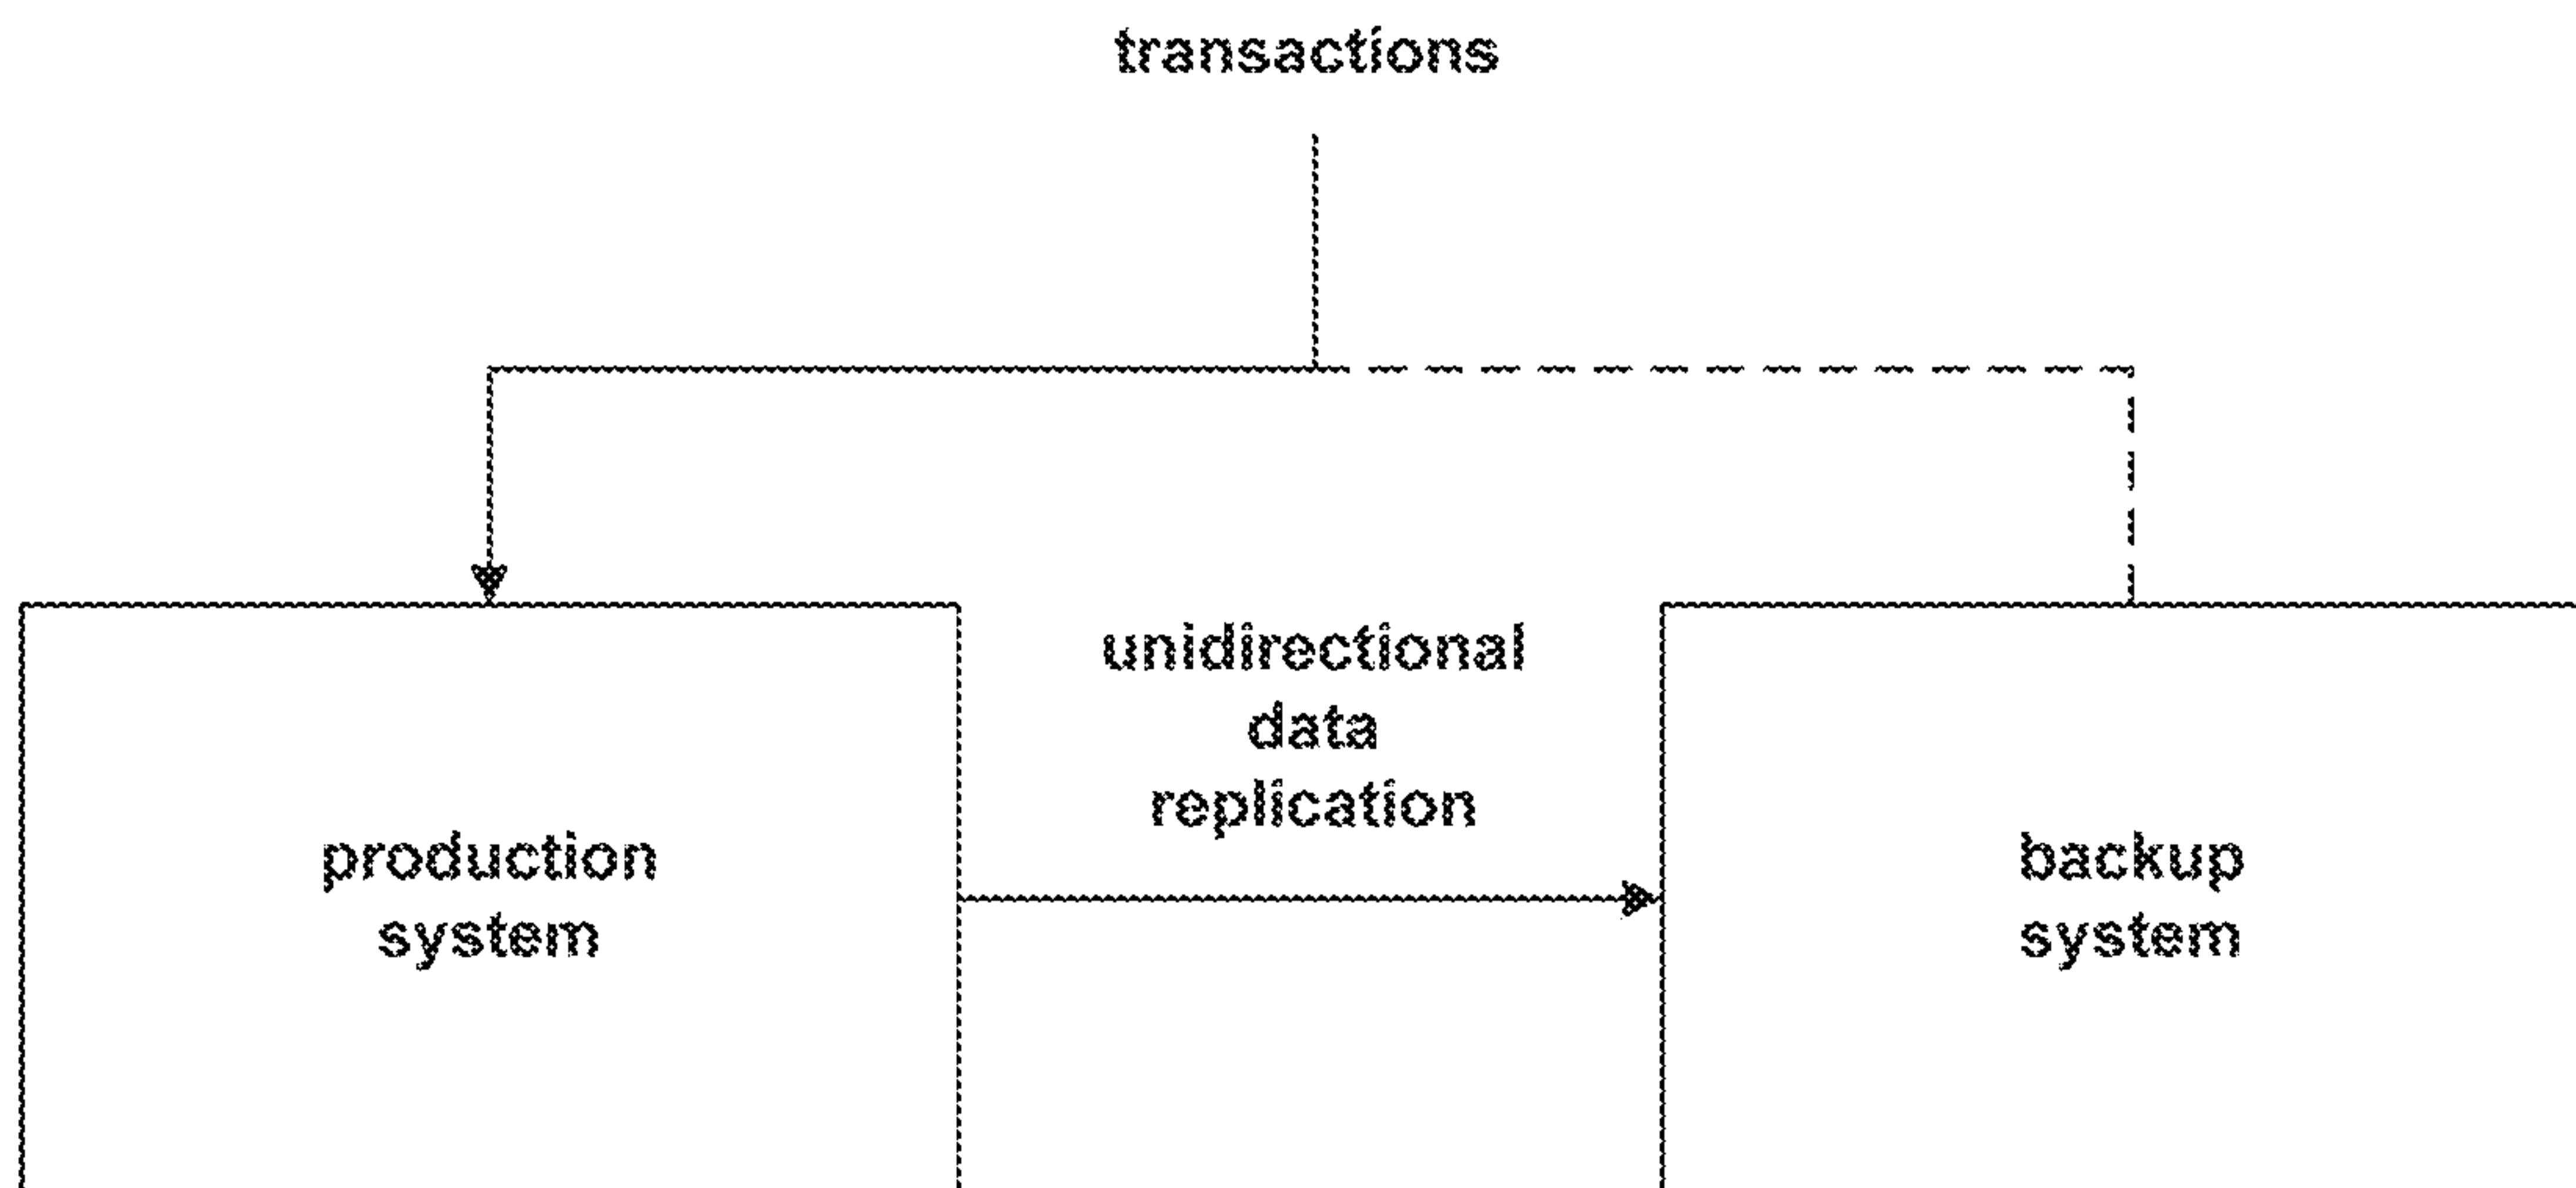 transactions
unidirectional
data
replication
production
system
backup
system